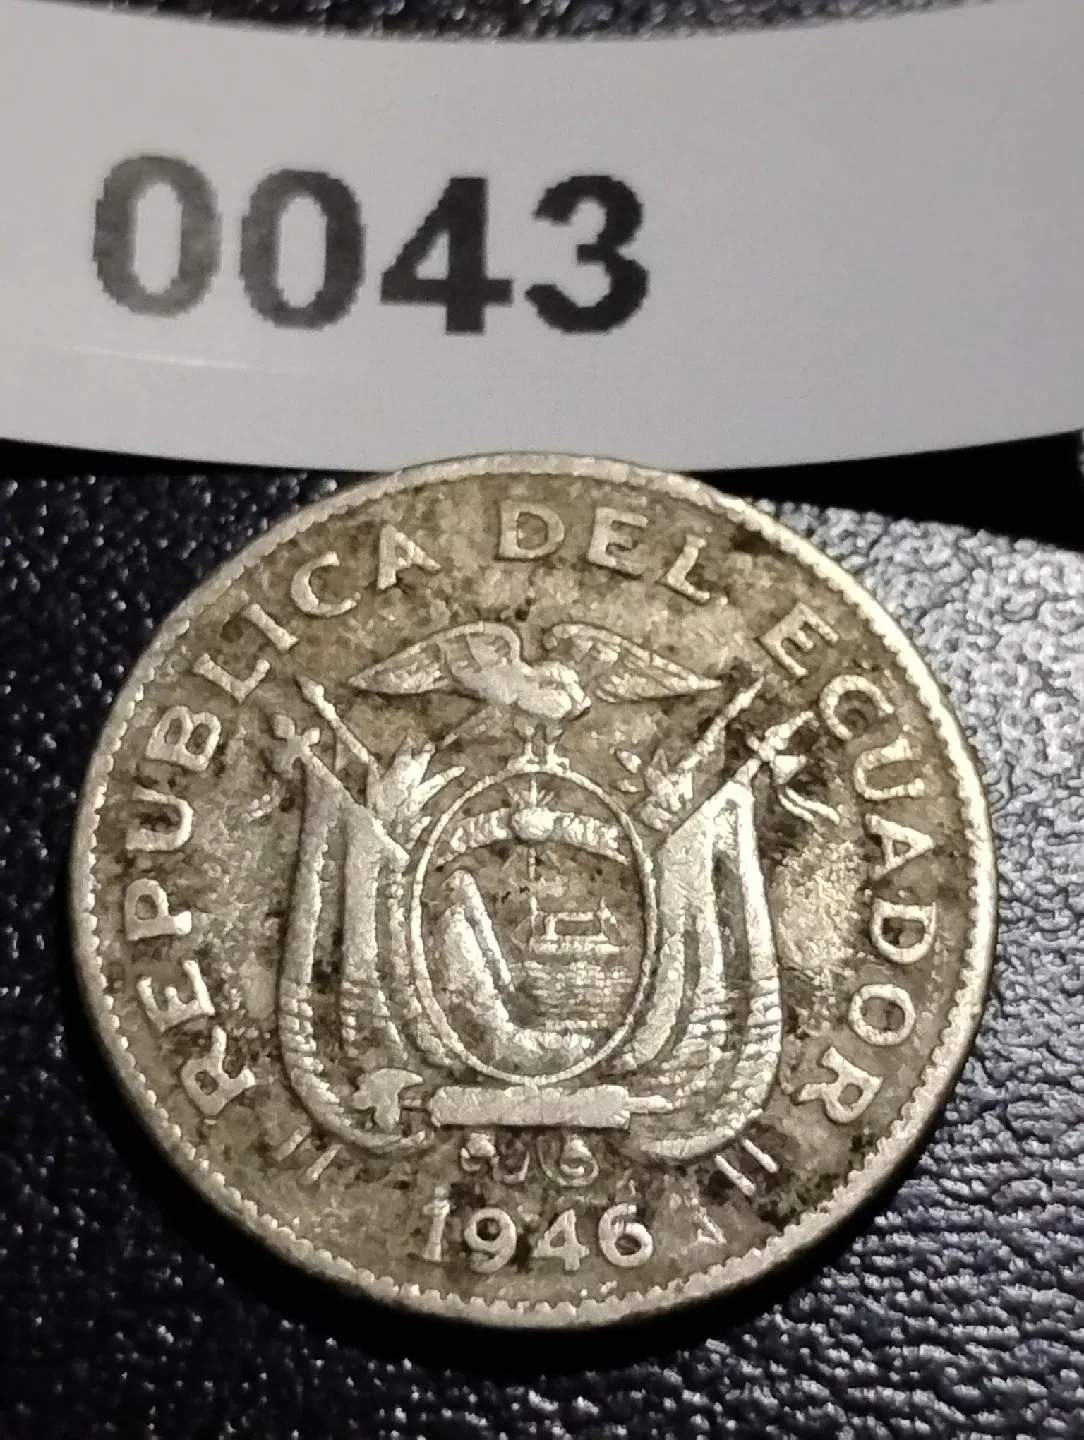 0043
REPUBLICA DEL ECUADOR
1946